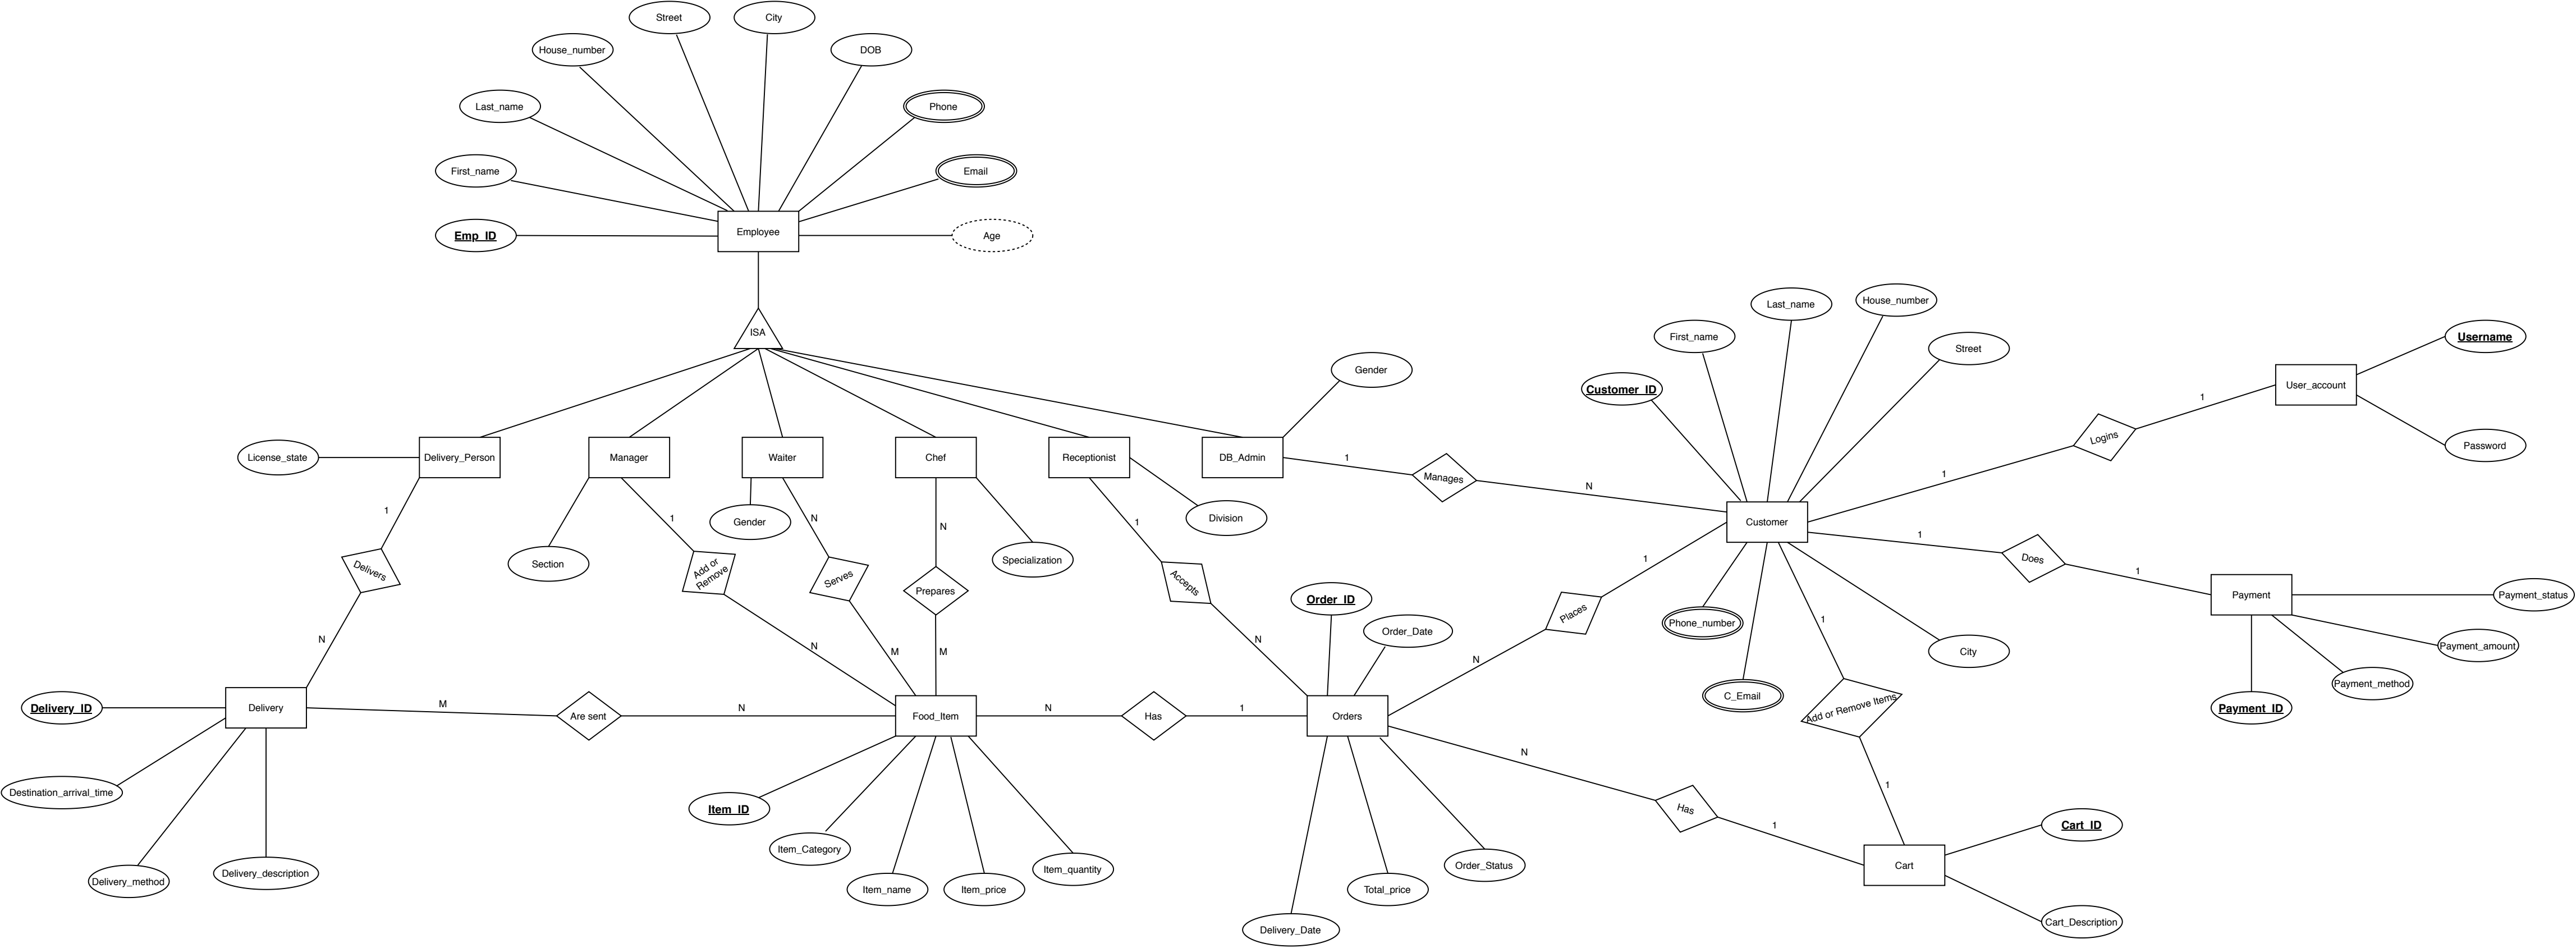 Street
City
House_number
DOB
Last_name
Phone
First_name
Email
Emp_ID
Employee
Age
House_number
Last_name
ISA
First_name
Username
Street
Gender
User_account
Customer_ID
1
Logins
Password
License_state
Delivery_Person
Manager
Waiter
Chef
Receptionist
DB_Admin
1
Manages
1
N
1
Gender
N
N
1
Division
Customer
1
Section
Specialization
Does
1
Delivers
Add or
Remove
Serves
Prepares
Accepts
1
Payment
Payment_status
Order_ID
Places
Phone_number
1
Order_Date
N
N
M
M
N
N
City
Payment_amount
Payment_method
C_Email
Add or Remove Items
Delivery_ID
Delivery
M
Are sent
N
Food_Item
N
Has
1
Orders
Payment_ID
N
Destination_arrival_time
1
Item_ID
Has
1
Cart_ID
Item_Category
Delivery_method
Delivery_description
Item_name
Item_price
Item_quantity
Total_price
Order_Status
Cart
Delivery_Date
Cart_Description